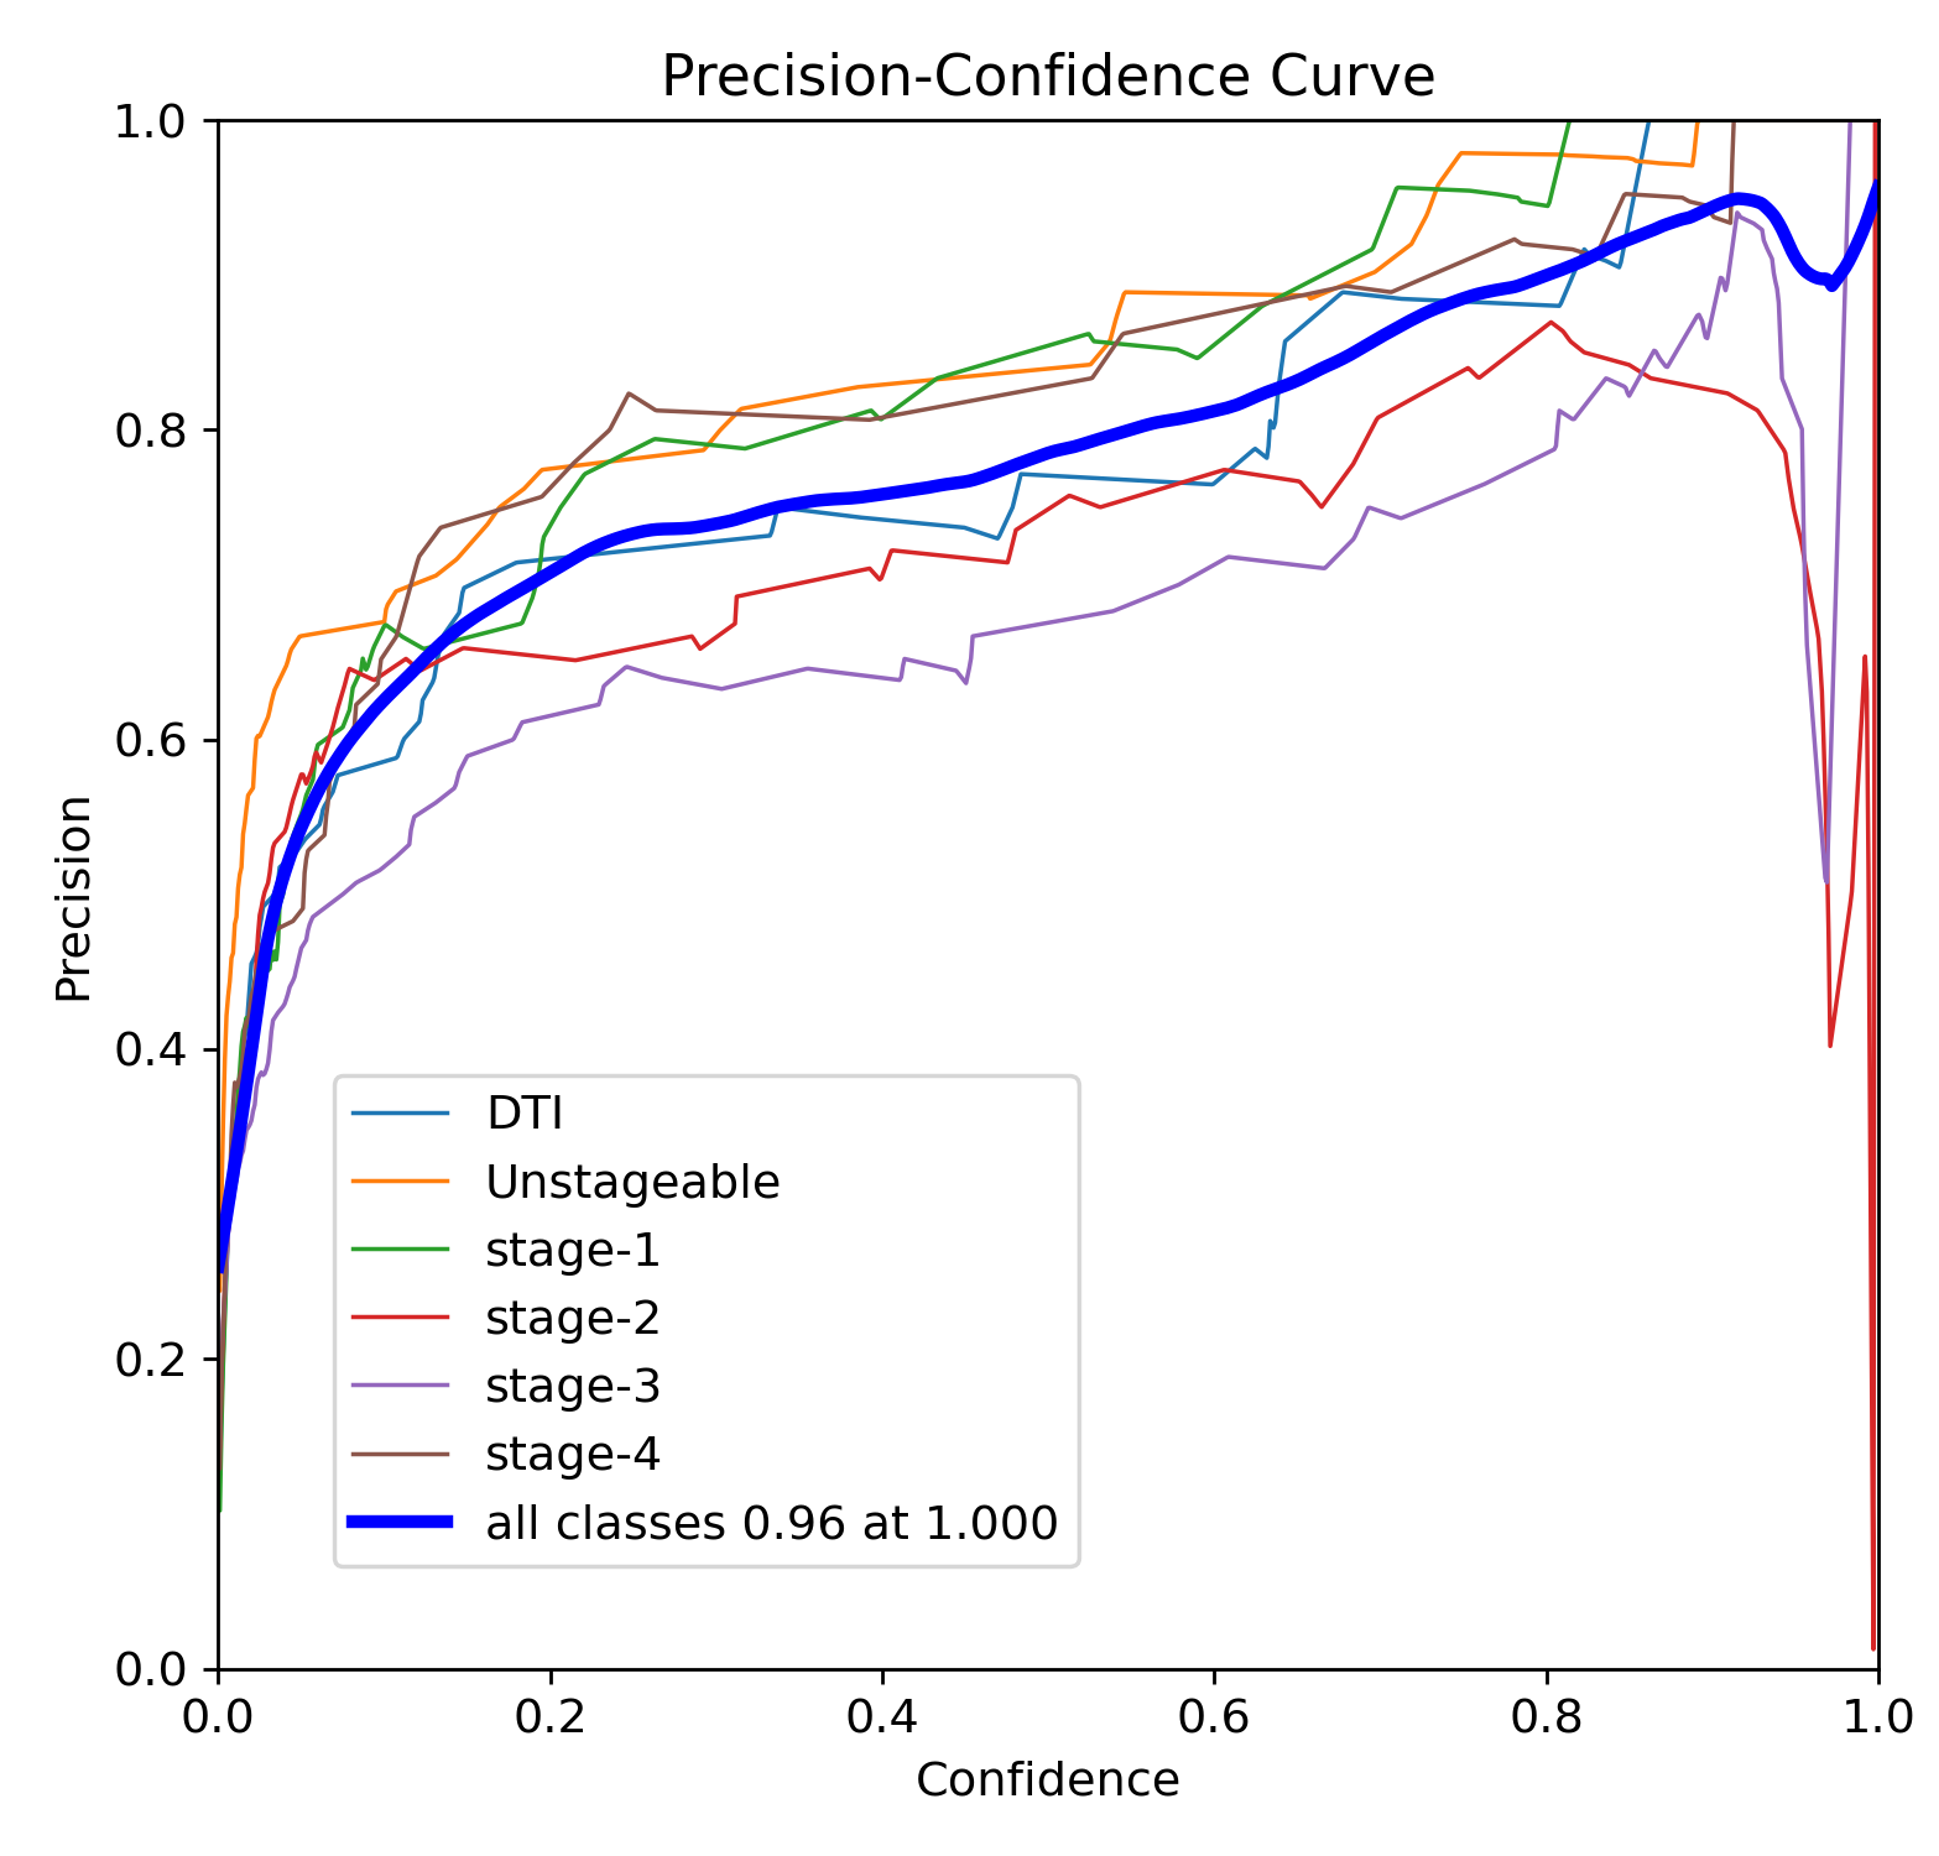 Precision-Confidence Curve
1.0
0.8
0.6
0.4
0.2
0.0
Precision
DTI
Unstageable
stage-1
stage-2
stage-3
stage-4
all classes 0.96 at 1.000
0.0 0.2 0.4 0.6 0.8 1.0
Confidence